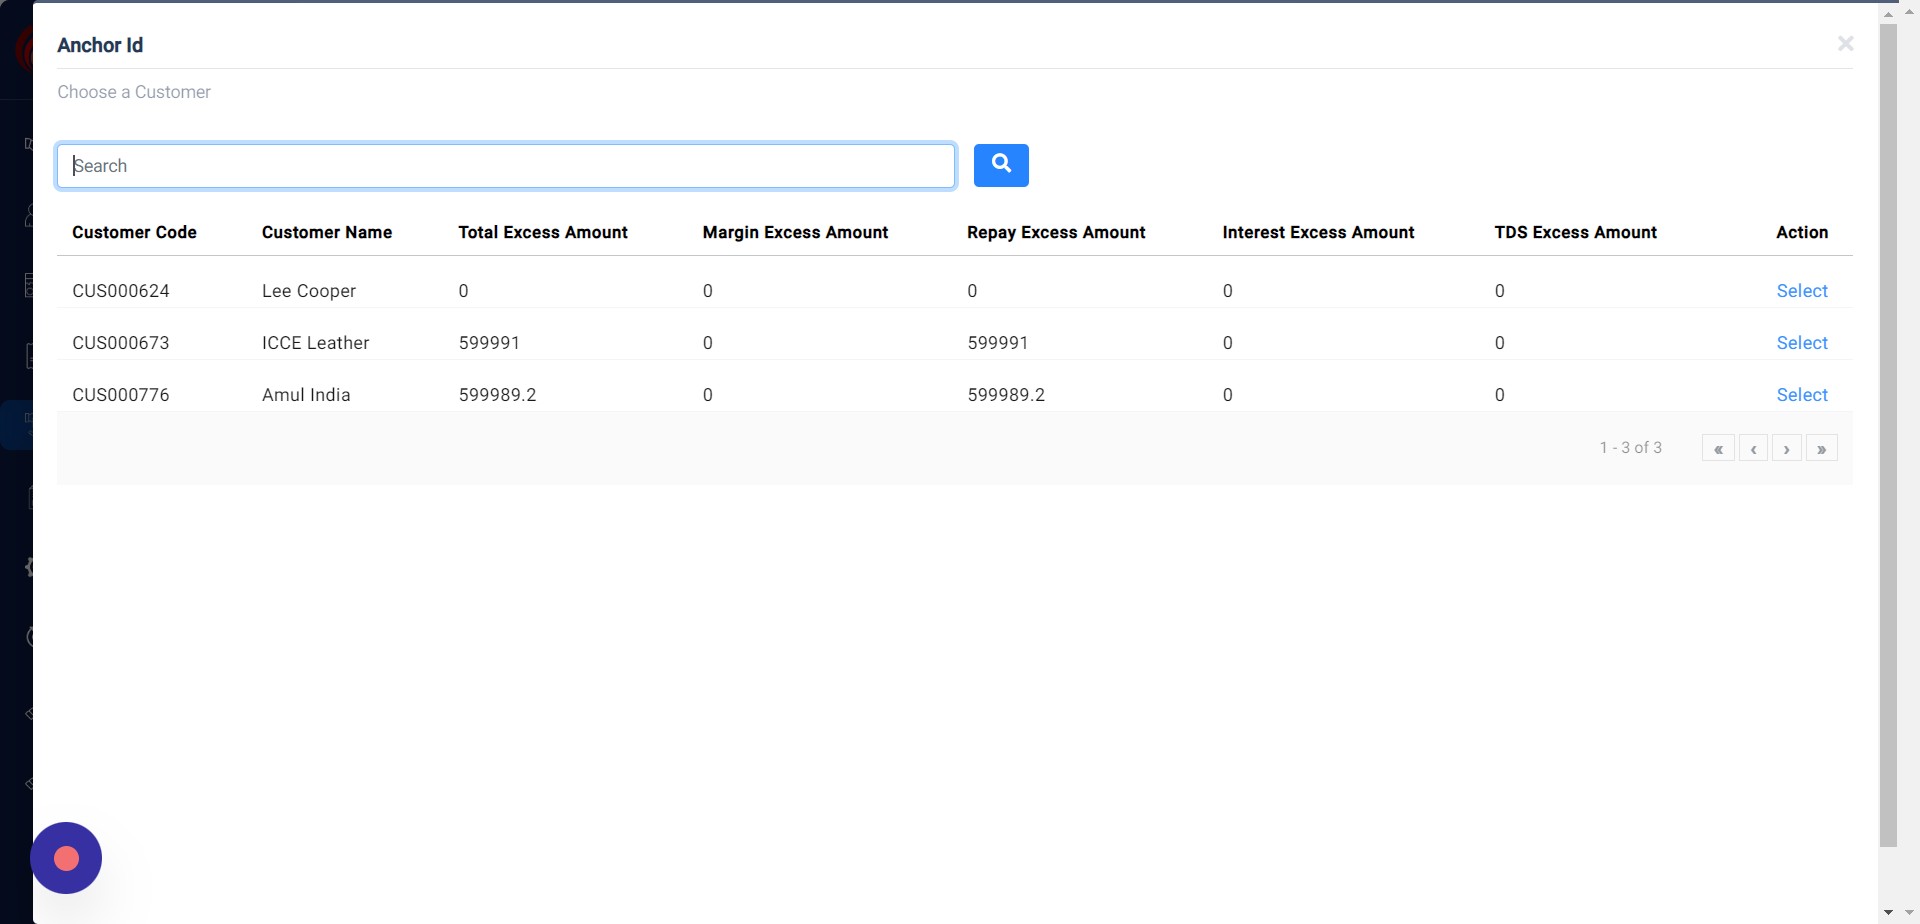 Anchor Id ×
Choose a Customer
Search
Customer Code Customer Name Total Excess Amount Margin Excess Amount Repay Excess Amount Interest Excess Amount TDS Excess Amount Action
CUS000624 Lee Cooper 0 0 0 0 0 Select
CUS000673 ICCE Leather 599991 0 599991 0 0 Select
CUS000776 Amul India 599989.2 0 599989.2 0 0 Select
1 - 3 of 3 « ‹ › »